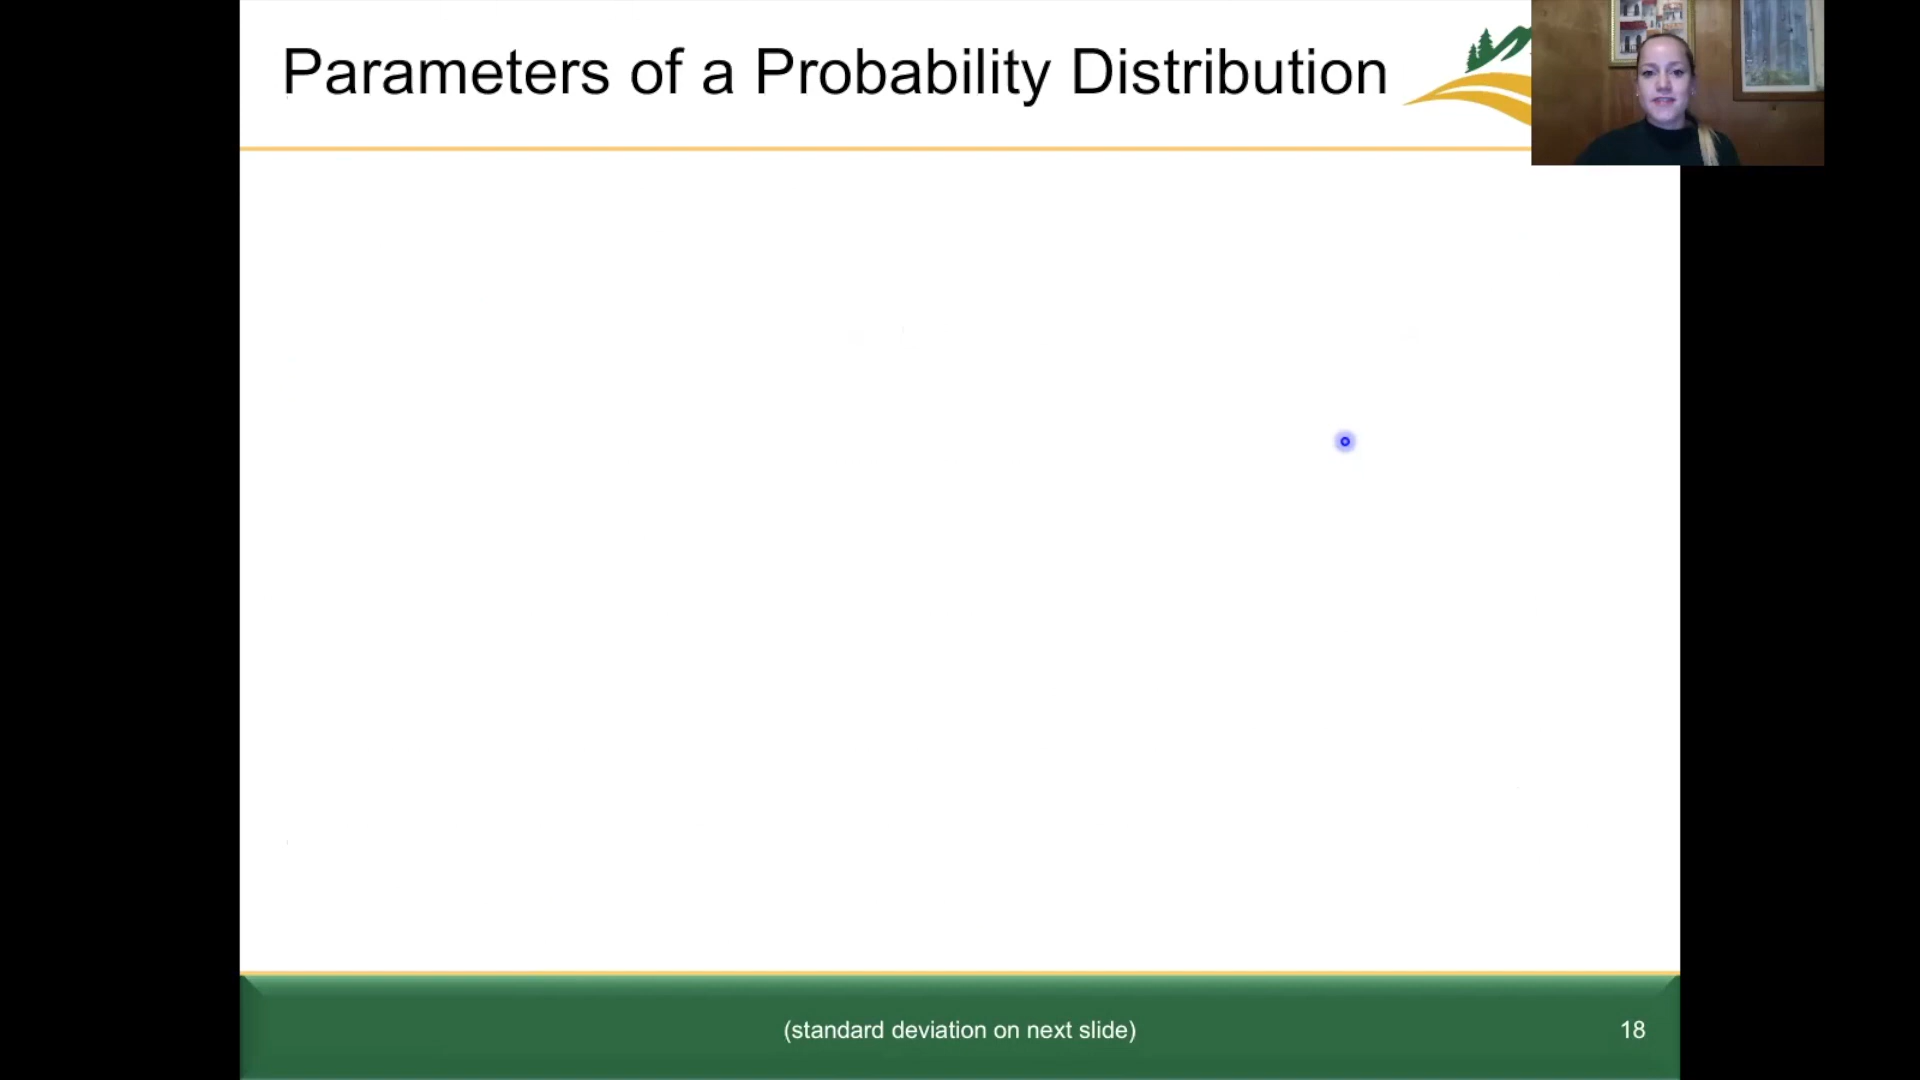 Parameters of a Probability Distribution
(standard deviation on next slide)
18